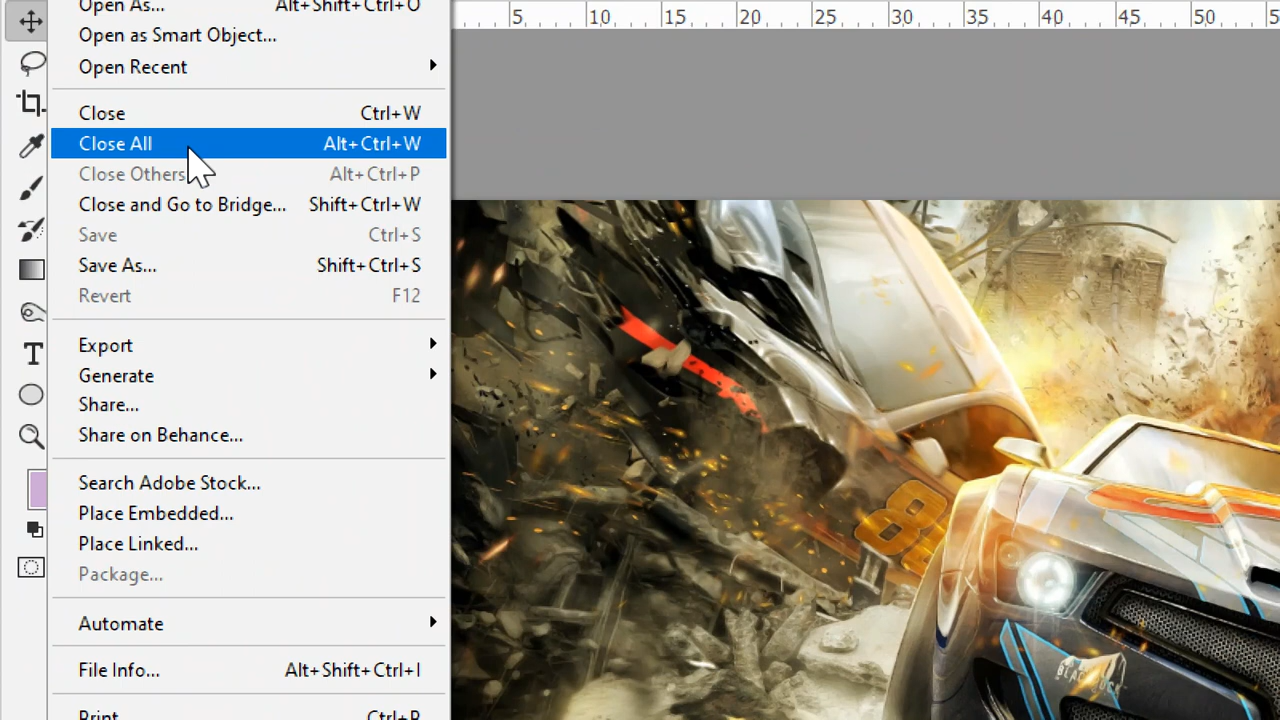 Open As... Alt+Shift+Ctrl+O
5 10 15 20 25 30 35 40 45 50
Open as Smart Object...
Open Recent
Close Ctrl+W
Close All Alt+Ctrl+W
Close Others Alt+Ctrl+P
Close and Go to Bridge... Shift+Ctrl+W
Save Ctrl+S
Save As... Shift+Ctrl+S
Revert F12
Export
Generate
Share...
Share on Behance...
Search Adobe Stock...
Place Embedded...
Place Linked...
Package...
Automate
File Info... Alt+Shift+Ctrl+I
Print Ctrl+P
T
8
BLACK ROCK